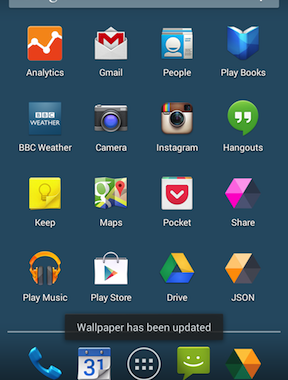 Analytics
Gmail
People
Play Books
BBC
WEATHER
BBC Weather
Camera
Instagram
Hangouts
Keep
Maps
Pocket
Share
Play Music
Play Store
Drive
JSON
Wallpaper has been updated
31